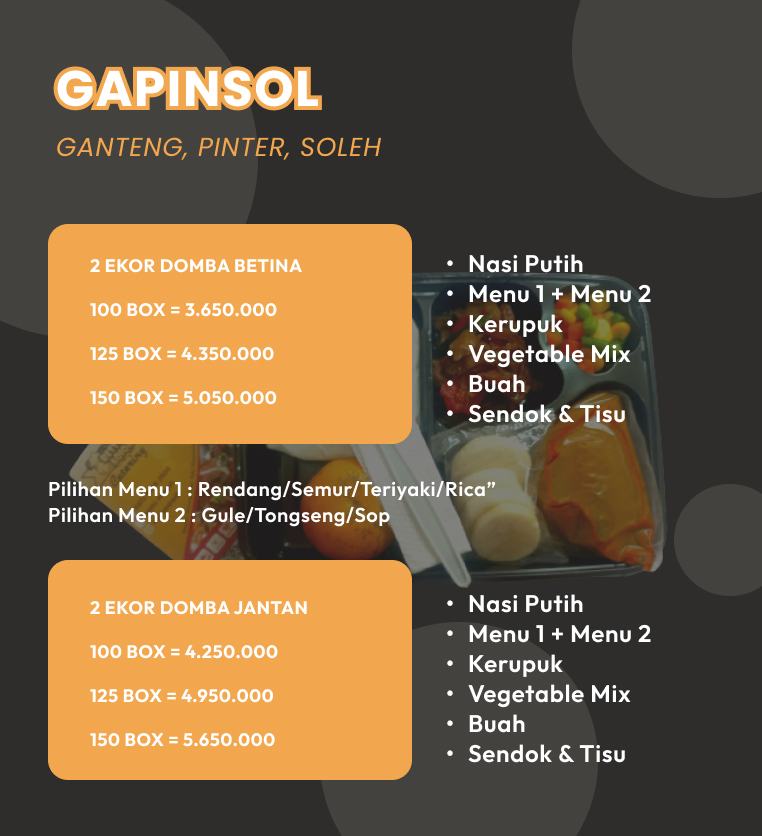 GAPINSOL
GANTENG, PINTER, SOLEH
2 EKOR DOMBA BETINA
100 BOX = 3.650.000
125 BOX = 4.350.000
150 BOX = 5.050.000
• Nasi Putih
• Menu 1 + Menu 2
• Kerupuk
• Vegetable Mix
• Buah
• Sendok & Tisu
Pilihan Menu 1 : Rendang/Semur/Teriyaki/Rica”
Pilihan Menu 2 : Gule/Tongseng/Sop
2 EKOR DOMBA JANTAN
100 BOX = 4.250.000
125 BOX = 4.950.000
150 BOX = 5.650.000
• Nasi Putih
• Menu 1 + Menu 2
• Kerupuk
• Vegetable Mix
• Buah
• Sendok & Tisu